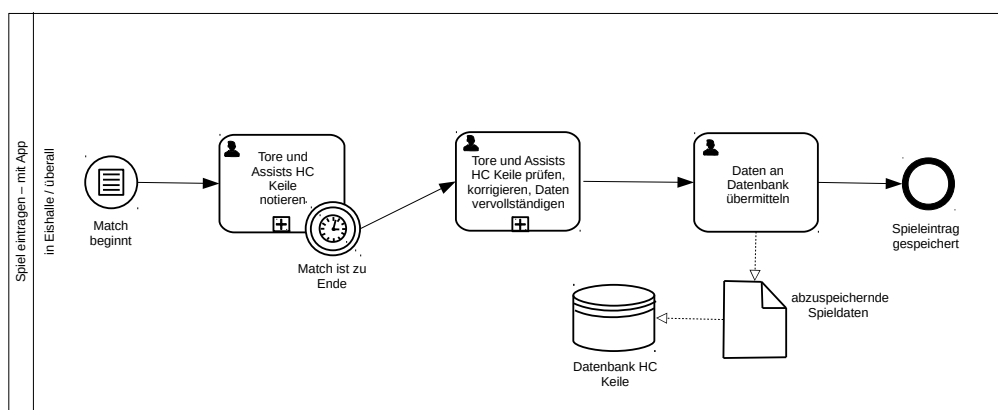 Spiel eintragen – mit App
in Eishalle / überall
Match
beginnt
Tore und
Assists HC
Keile
notieren
Match ist zu
Ende
Tore und Assists
HC Keile prüfen,
korrigieren, Daten
vervollständigen
Daten an
Datenbank
übermitteln
Spieleintrag
gespeichert
abzuspeichernde
Spieldaten
Datenbank HC
Keile